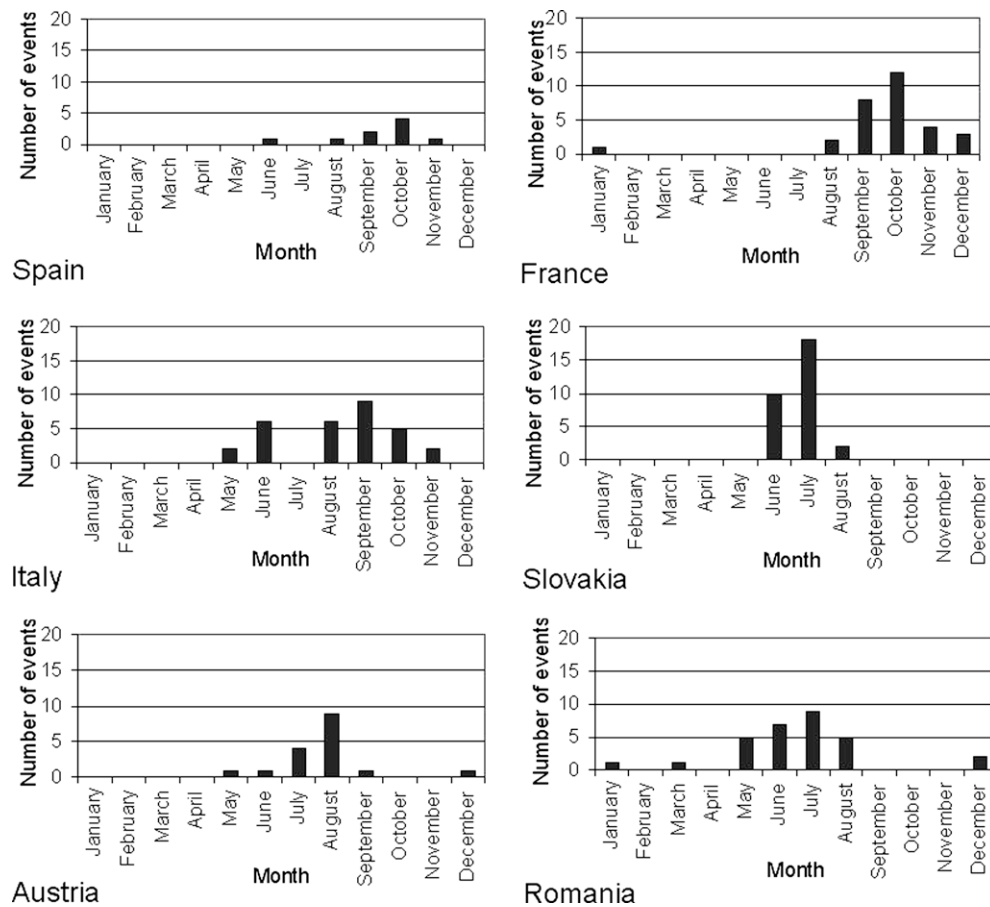 Number of events
20
15
10
5
0
January
February
March
April
May
June
July
August
September
October
November
December
Month
Spain
Number of events
20
15
10
5
0
January
February
March
April
May
June
July
August
September
October
November
December
Month
France
Number of events
20
15
10
5
0
January
February
March
April
May
June
July
August
September
October
November
December
Month
Italy
Number of events
20
15
10
5
0
January
February
March
April
May
June
July
August
September
October
November
December
Month
Slovakia
Number of events
20
15
10
5
0
January
February
March
April
May
June
July
August
September
October
November
December
Month
Austria
Number of events
20
15
10
5
0
January
February
March
April
May
June
July
August
September
October
November
December
Month
Romania